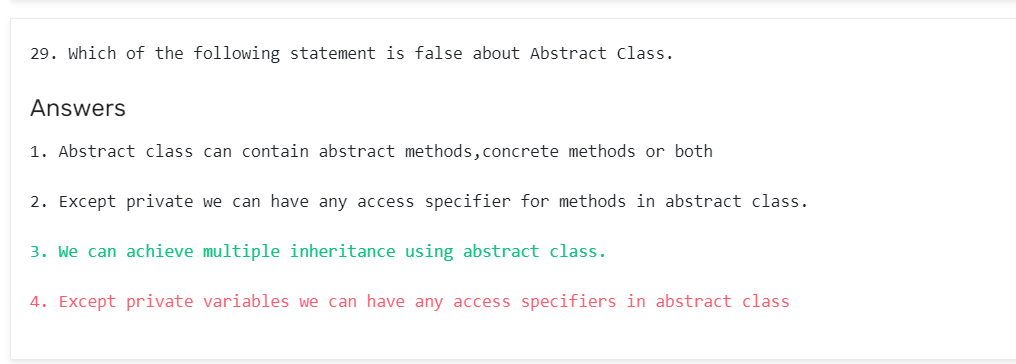 29. Which of the following statement is false about Abstract Class.
Answers
1. Abstract class can contain abstract methods,concrete methods or both
2. Except private we can have any access specifier for methods in abstract class.
3. We can achieve multiple inheritance using abstract class.
4. Except private variables we can have any access specifiers in abstract class